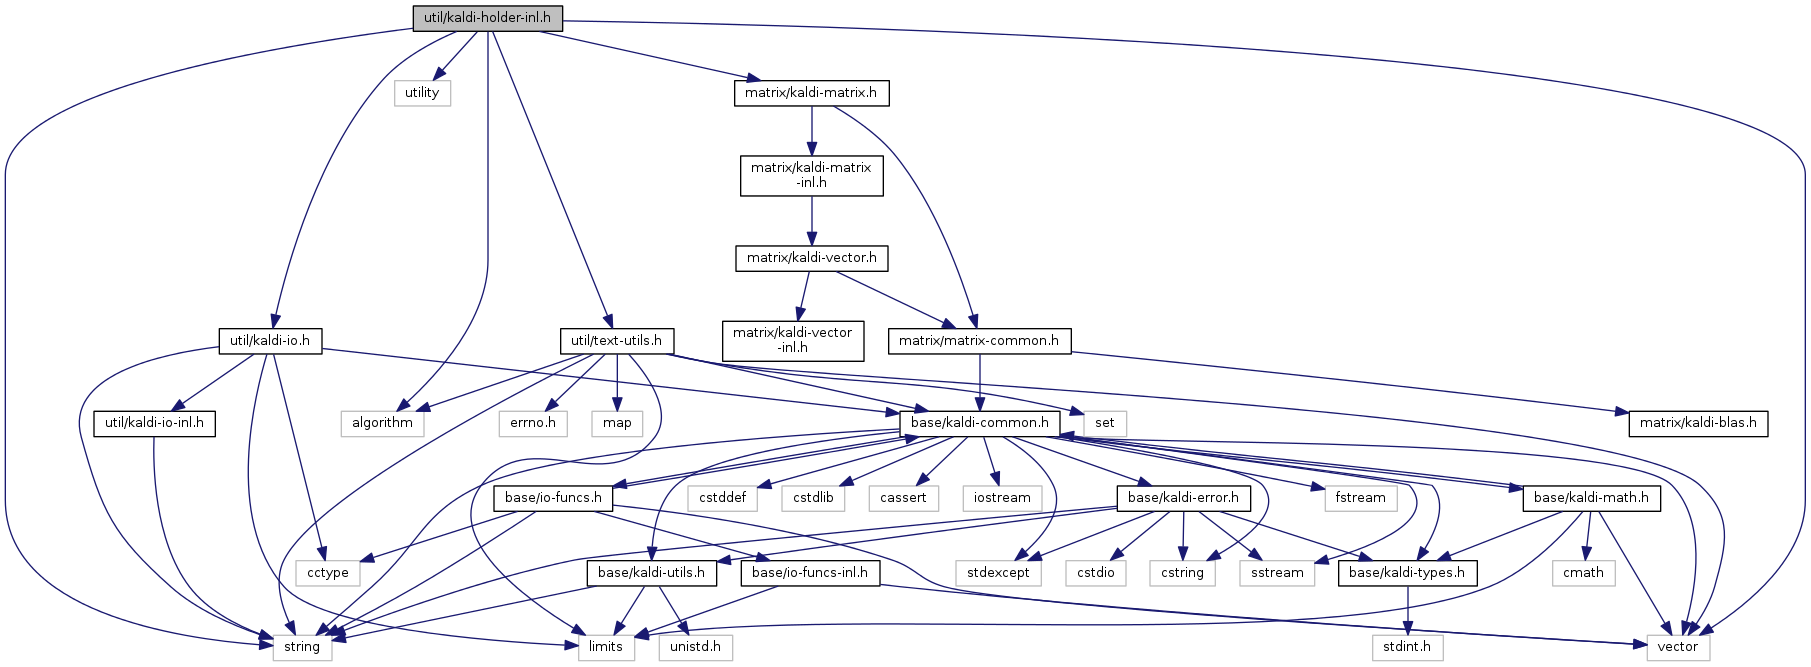 util/kaldi-holder-inl.h
utility
matrix/kaldi-matrix.h
matrix/kaldi-matrix
-inl.h
matrix/kaldi-vector.h
util/kaldi-io.h
util/text-utils.h
matrix/kaldi-vector
-inl.h
matrix/matrix-common.h
util/kaldi-io-inl.h
algorithm
errno.h
map
base/kaldi-common.h
set
matrix/kaldi-blas.h
base/io-funcs.h
cstddef
cstdlib
cassert
iostream
base/kaldi-error.h
fstream
base/kaldi-math.h
cctype
base/kaldi-utils.h
base/io-funcs-inl.h
stdexcept
cstdio
cstring
sstream
base/kaldi-types.h
cmath
string
limits
unistd.h
stdint.h
vector